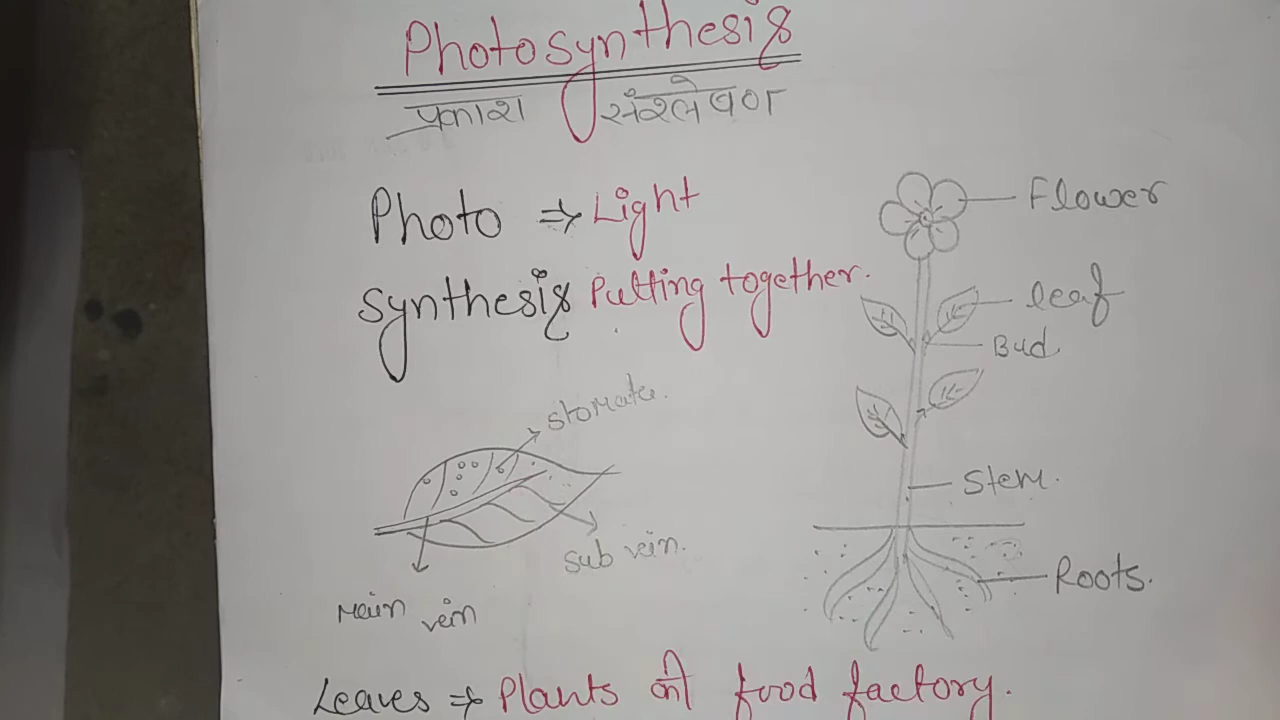 Photosynthesis
प्रकाश संश्लेषण
Photo ⇒ Light
Synthesis Putting together.
Flower
leaf
Bud
stomata.
Stem.
sub vein.
Roots.
Main vein
Leaves ⇒ Plants की food factory.